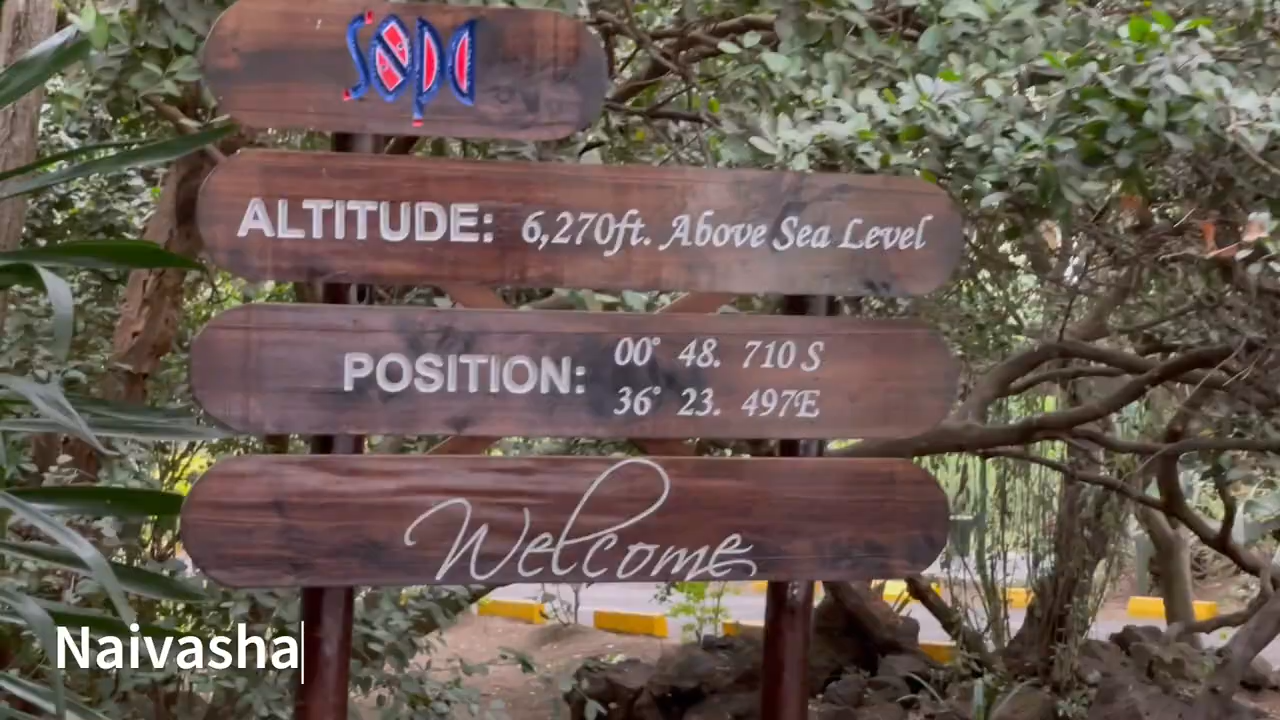 Sopa
ALTITUDE: 6,270ft. Above Sea Level
POSITION: 00° 48. 710 S
36° 23. 497E
Welcome
Naivasha